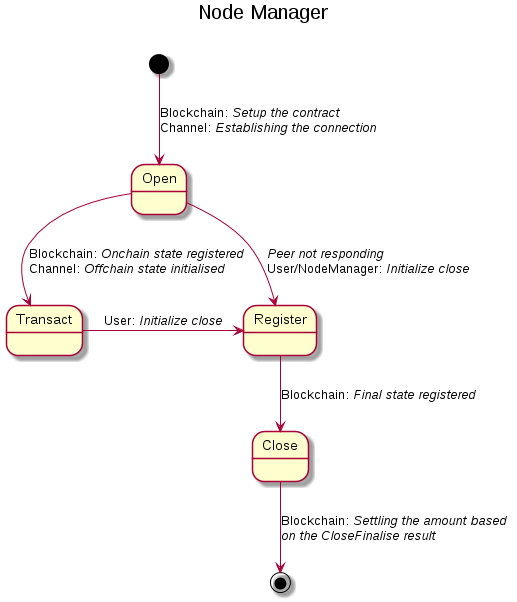 Node Manager
Blockchain: Setup the contract
Channel: Establishing the connection
Open
Blockchain: Onchain state registered
Channel: Offchain state initialised
Peer not responding
User/NodeManager: Initialize close
Transact
User: Initialize close
Register
Blockchain: Final state registered
Close
Blockchain: Settling the amount based
on the CloseFinalise result